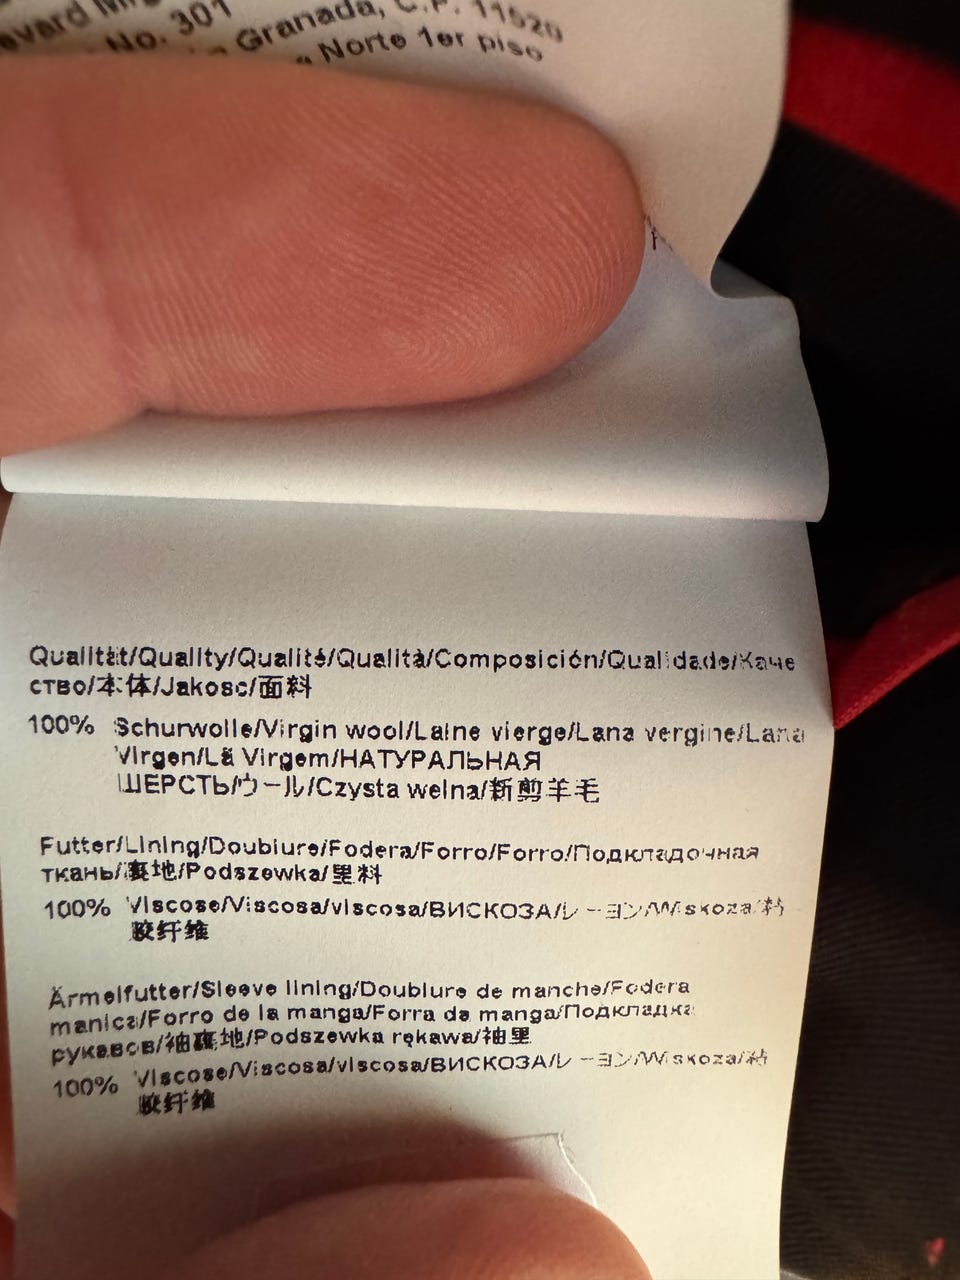 No. 301
Granada, C.P. 11520
Norte 1er piso
Qualität/Quality/Qualité/Qualità/Composición/Qualidade/Каче
ство/本体/Jakosc/面料
100% Schurwolle/Virgin wool/Laine vierge/Lana vergine/Lana
Virgen/Lã Virgem/НАТУРАЛЬНАЯ
ШЕРСТЬ/ウール/Czysta welna/新剪羊毛
Futter/Lining/Doublure/Fodera/Forro/Forro/Подкладочная
ткань/裏地/Podszewka/里料
100% Viscose/Viscosa/viscosa/ВИСКОЗА/レーヨン/Wiskoza/粘
胶纤维
Ärmelfutter/Sleeve lining/Doublure de manche/Fodera
manica/Forro de la manga/Forra da manga/Подкладка
рукавов/袖裏地/Podszewka rękawa/袖里
100% Viscose/Viscosa/viscosa/ВИСКОЗА/レーヨン/Wiskoza/粘
胶纤维